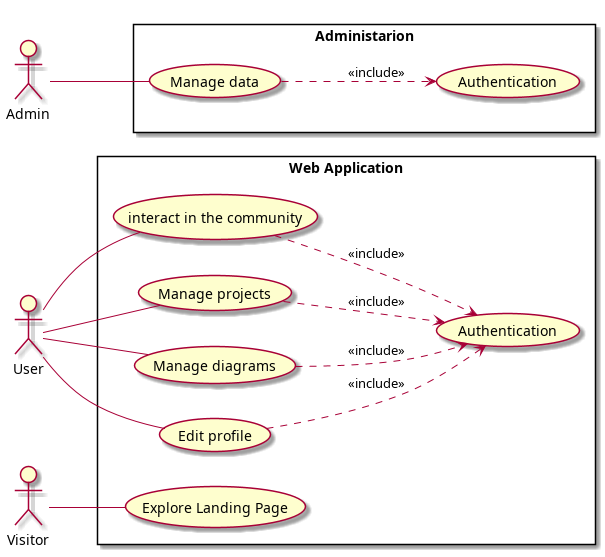 Administarion
Manage data
«include»
Authentication
Admin
Web Application
interact in the community
«include»
Manage projects
«include»
Authentication
Manage diagrams
«include»
User
«include»
Edit profile
Explore Landing Page
Visitor